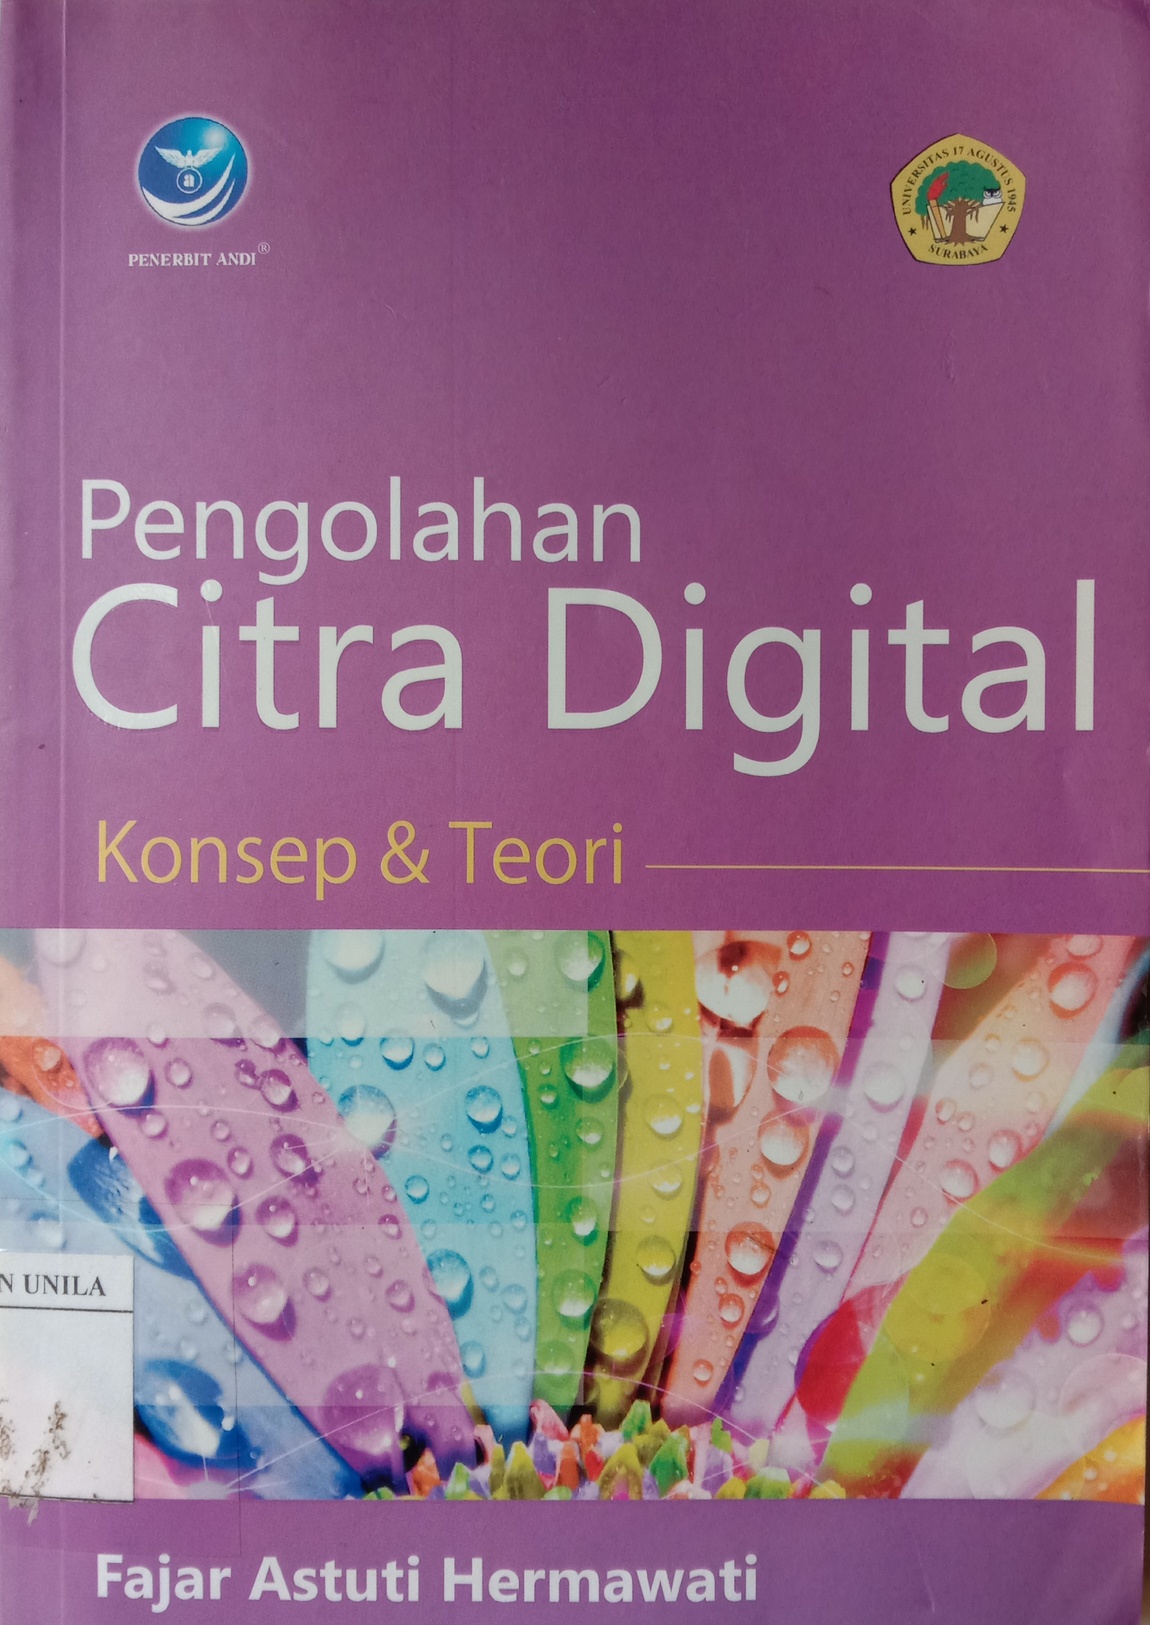 PENERBIT ANDI®
UNIVERSITAS 17 AGUSTUS 1945
SURABAYA
Pengolahan
Citra Digital
Konsep & Teori
N UNILA
Fajar Astuti Hermawati